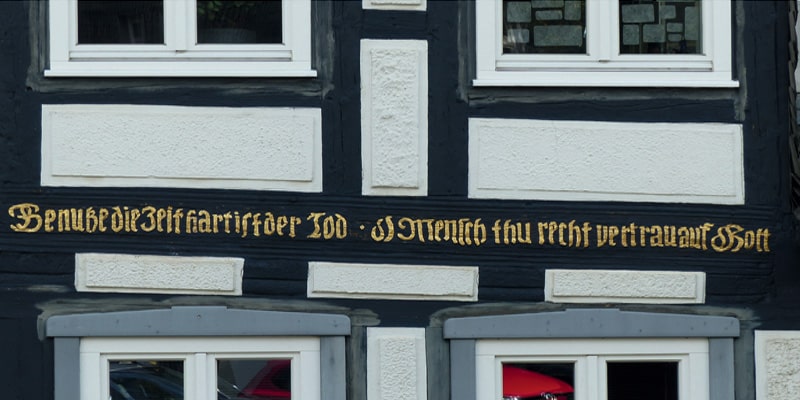 Benutze die Zeit hart ist der Tod · O Mensch thu recht vertrau auf Gott